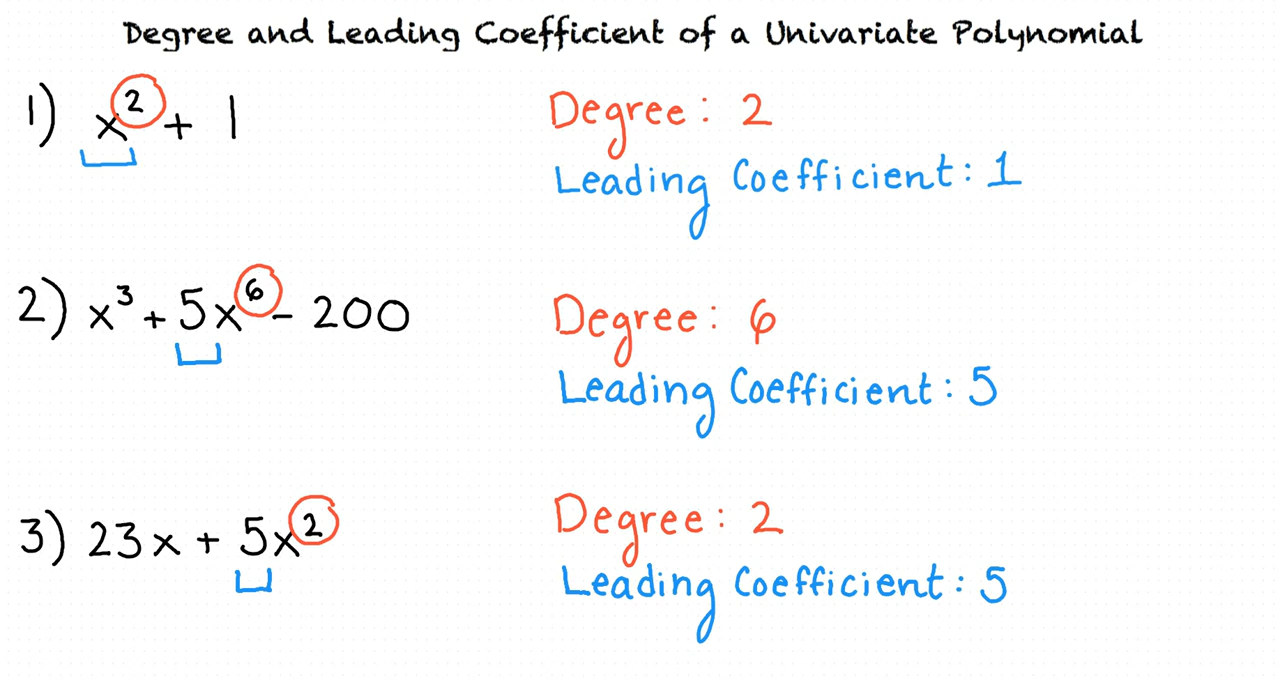 Degree and Leading Coefficient of a Univariate Polynomial
1) x² + 1
Degree: 2
Leading Coefficient: 1
2) x³ + 5x⁶ - 200
Degree: 6
Leading Coefficient: 5
3) 23x + 5x²
Degree: 2
Leading Coefficient: 5